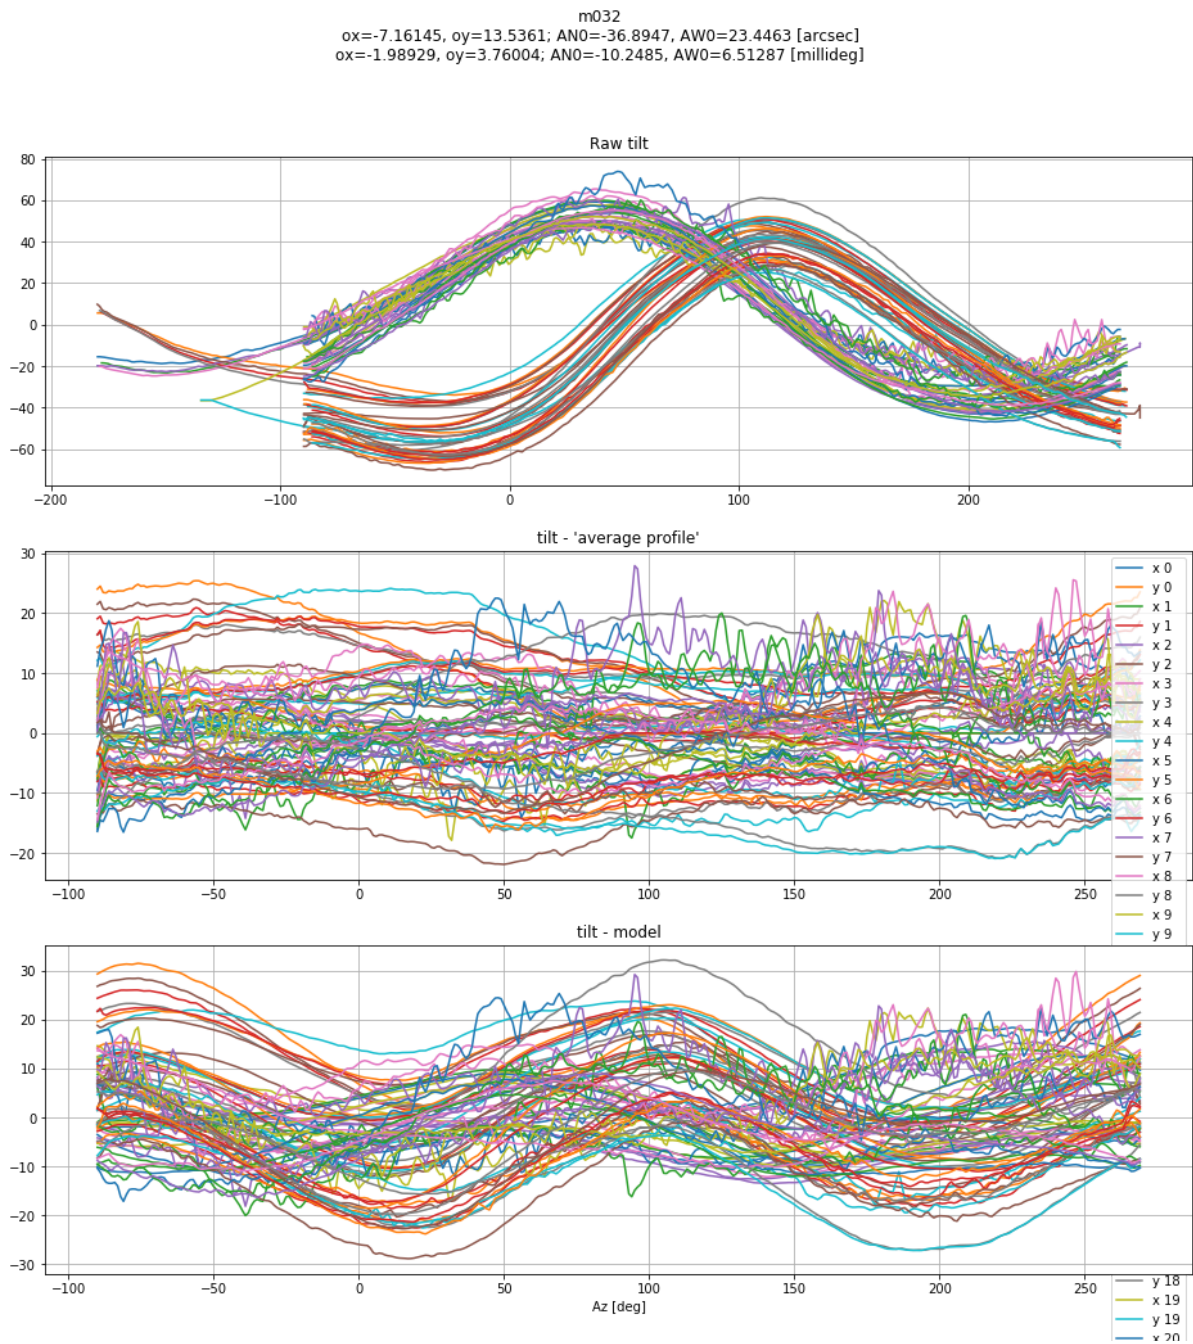 m032
ox=-7.16145, oy=13.5361; AN0=-36.8947, AW0=23.4463 [arcsec]
ox=-1.98929, oy=3.76004; AN0=-10.2485, AW0=6.51287 [millideg]
Raw tilt
80
60
40
20
0
−20
−40
−60
−200
−100
0
100
200
tilt - 'average profile'
30
20
10
0
−10
−20
−100
−50
0
50
100
150
200
250
x 0
y 0
x 1
y 1
x 2
y 2
x 3
y 3
x 4
y 4
x 5
y 5
x 6
y 6
x 7
y 7
x 8
y 8
x 9
y 9
tilt - model
30
20
10
0
−10
−20
−30
−100
−50
0
50
100
150
200
250
Az [deg]
y 18
x 19
y 19
x 20